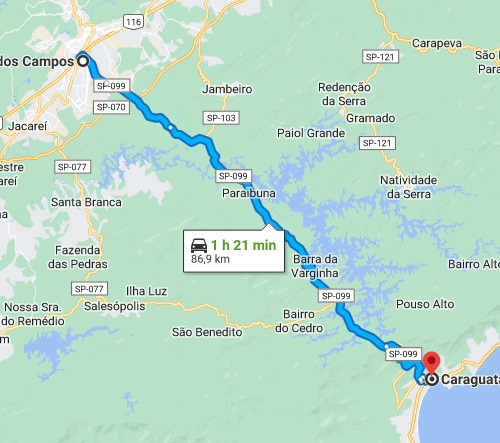 116
Carapeva
SP-121
São
Para
dos Campos
SP-099
SP-070
Jambeiro
SP-103
Redenção
da Serra
Gramado
Jacareí
Paiol Grande
SP-121
SP-077
SP-099
Natividade
da Serra
Paraibuna
Santa Branca
1 h 21 min
86,9 km
Fazenda
das Pedras
Barra da
Varginha
Bairro Alto
SP-077
Ilha Luz
SP-099
Pouso Alto
Nossa Sra.
do Remédio
Salesópolis
São Benedito
Bairro
do Cedro
SP-099
Caraguata